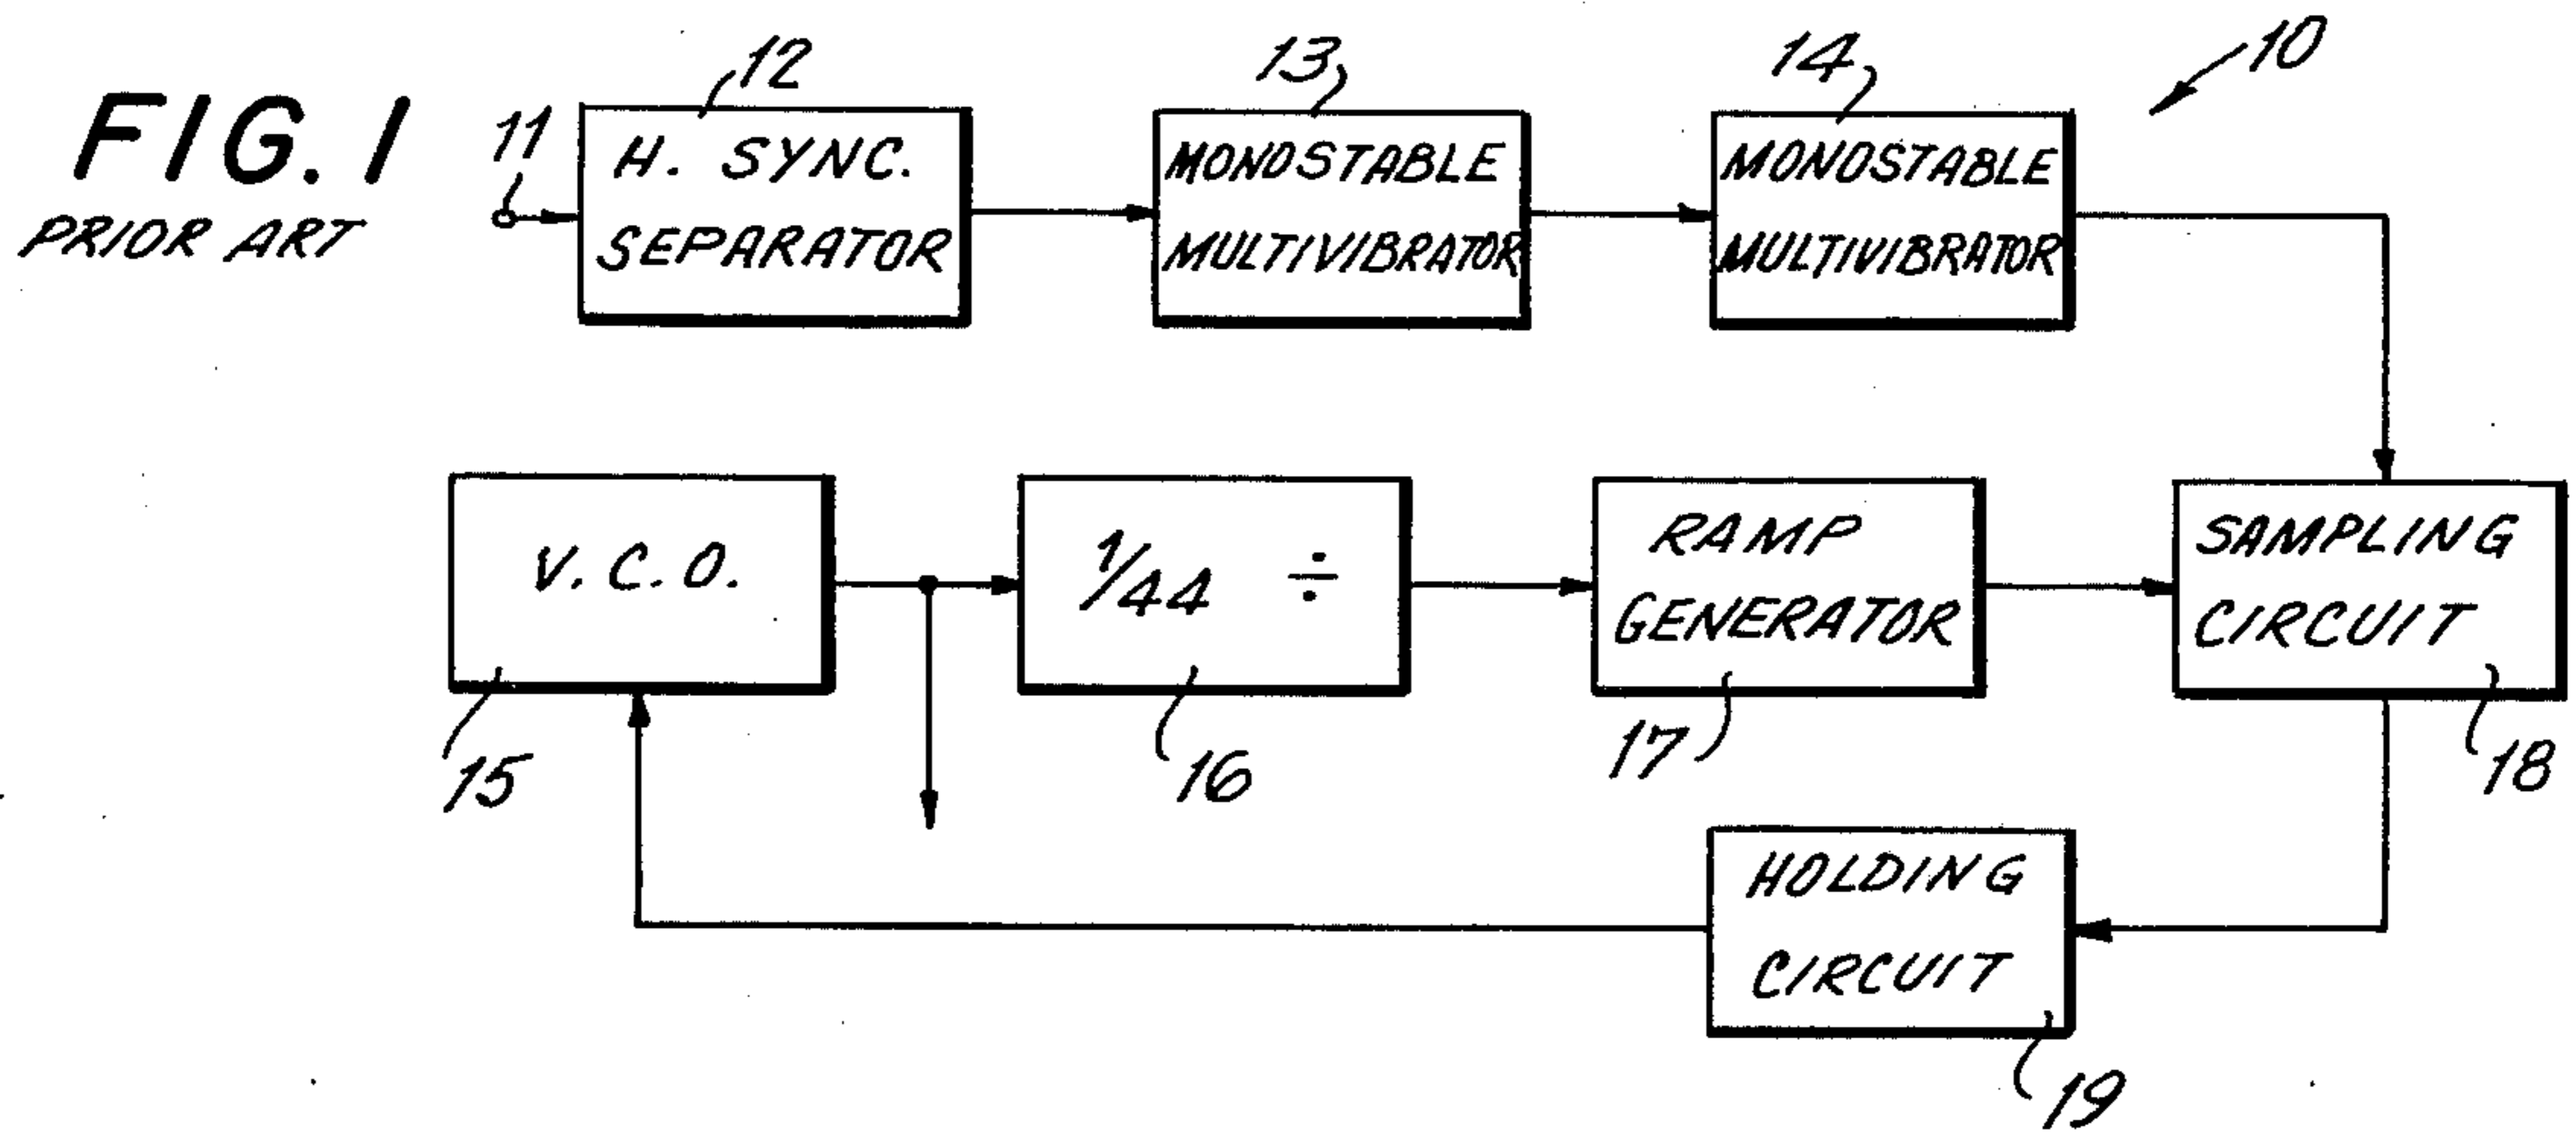 FIG. 1
PRIOR ART
10
11
12
H. SYNC.
SEPARATOR
13
MONOSTABLE
MULTIVIBRATOR
14
MONOSTABLE
MULTIVIBRATOR
V.C.O.
15
1/44 ÷
16
RAMP
GENERATOR
17
SAMPLING
CIRCUIT
18
HOLDING
CIRCUIT
19